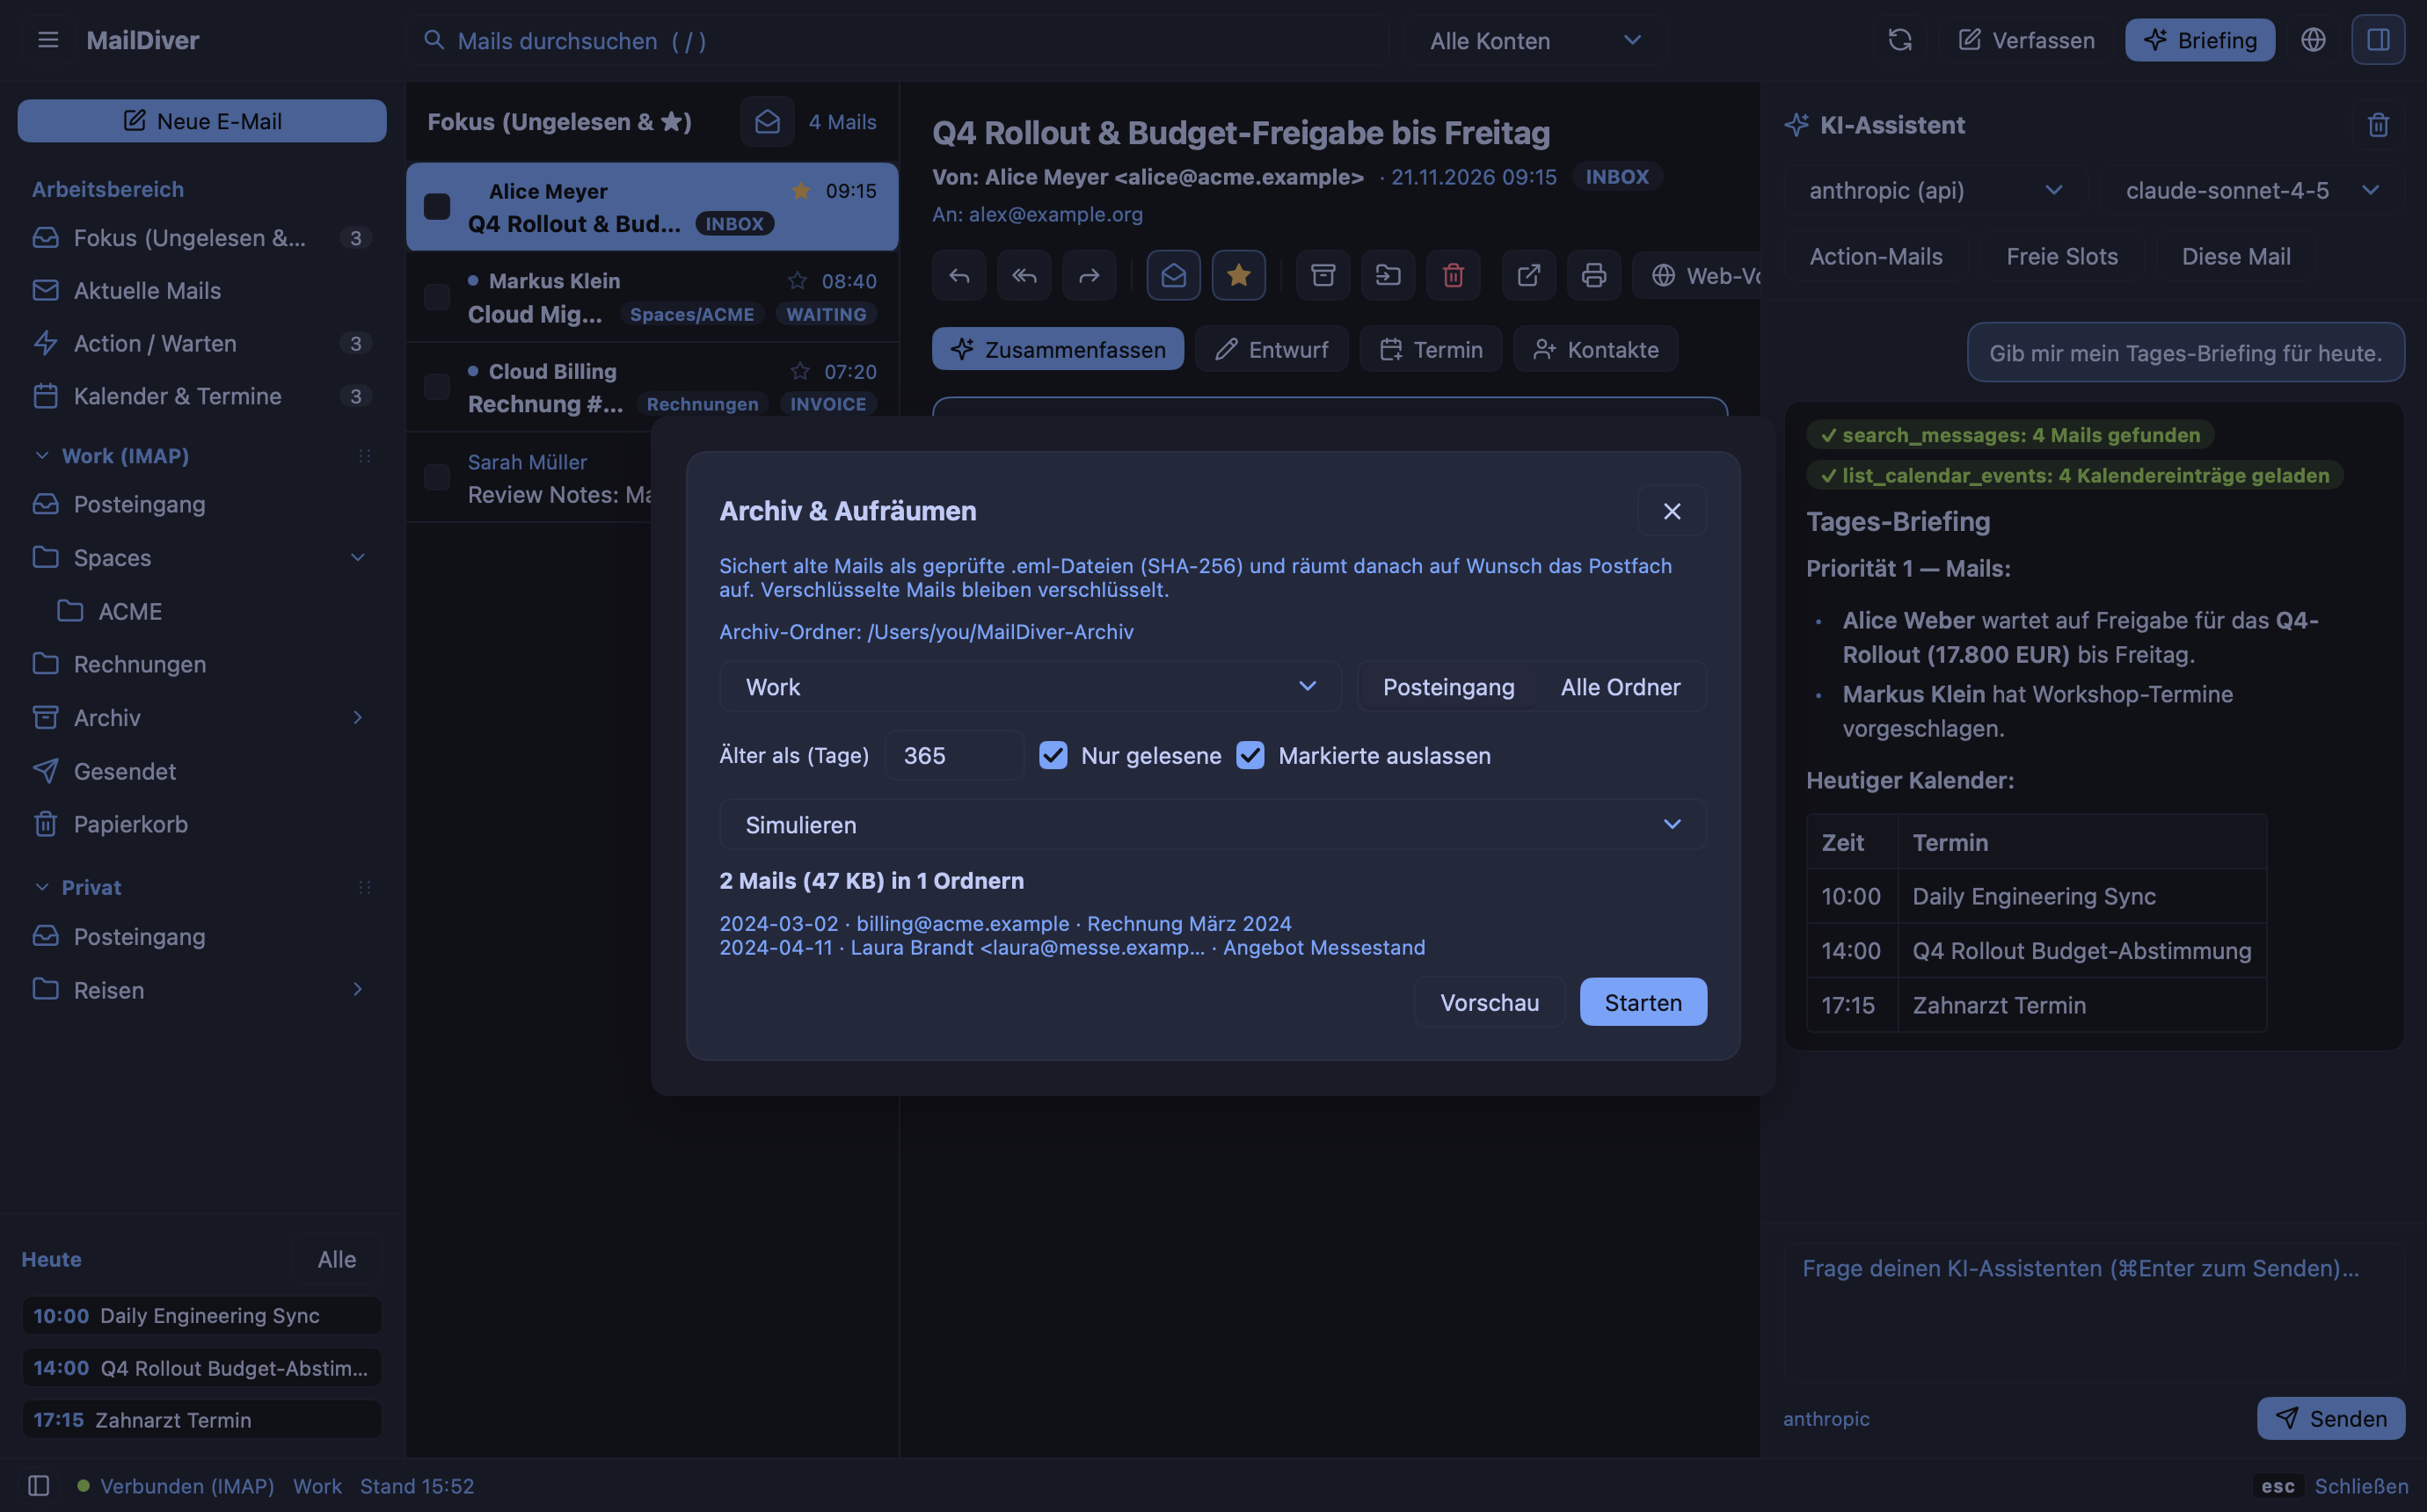 MailDiver
Mails durchsuchen (/)
Alle Konten
Verfassen
Briefing
Neue E-Mail
Arbeitsbereich
Fokus (Ungelesen &... 3
Aktuelle Mails
Action / Warten 3
Kalender & Termine 3
Work (IMAP)
Posteingang
Spaces
ACME
Rechnungen
Archiv
Gesendet
Papierkorb
Privat
Posteingang
Reisen
Heute
Alle
10:00 Daily Engineering Sync
14:00 Q4 Rollout Budget-Abstim...
17:15 Zahnarzt Termin
Fokus (Ungelesen & ★)
4 Mails
Alice Meyer 09:15
Q4 Rollout & Bud... INBOX
Markus Klein 08:40
Cloud Mig... Spaces/ACME WAITING
Cloud Billing 07:20
Rechnung #... Rechnungen INVOICE
Sarah Müller
Review Notes: Ma
Q4 Rollout & Budget-Freigabe bis Freitag
Von: Alice Meyer <alice@acme.example> · 21.11.2026 09:15 INBOX
An: alex@example.org
Web-Vo
Zusammenfassen
Entwurf
Termin
Kontakte
Archiv & Aufräumen
Sichert alte Mails als geprüfte .eml-Dateien (SHA-256) und räumt danach auf Wunsch das Postfach
auf. Verschlüsselte Mails bleiben verschlüsselt.
Archiv-Ordner: /Users/you/MailDiver-Archiv
Work
Posteingang
Alle Ordner
Älter als (Tage) 365 Nur gelesene Markierte auslassen
Simulieren
2 Mails (47 KB) in 1 Ordnern
2024-03-02 · billing@acme.example · Rechnung März 2024
2024-04-11 · Laura Brandt <laura@messe.examp... · Angebot Messestand
Vorschau
Starten
KI-Assistent
anthropic (api)
claude-sonnet-4-5
Action-Mails
Freie Slots
Diese Mail
Gib mir mein Tages-Briefing für heute.
✓ search_messages: 4 Mails gefunden
✓ list_calendar_events: 4 Kalendereinträge geladen
Tages-Briefing
Priorität 1 — Mails:
• Alice Weber wartet auf Freigabe für das Q4-
Rollout (17.800 EUR) bis Freitag.
• Markus Klein hat Workshop-Termine
vorgeschlagen.
Heutiger Kalender:
Zeit Termin
10:00 Daily Engineering Sync
14:00 Q4 Rollout Budget-Abstimmung
17:15 Zahnarzt Termin
Frage deinen KI-Assistenten (⌘Enter zum Senden)...
anthropic
Senden
Verbunden (IMAP) Work Stand 15:52
esc Schließen